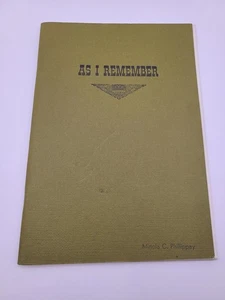 AS I REMEMBER
C.